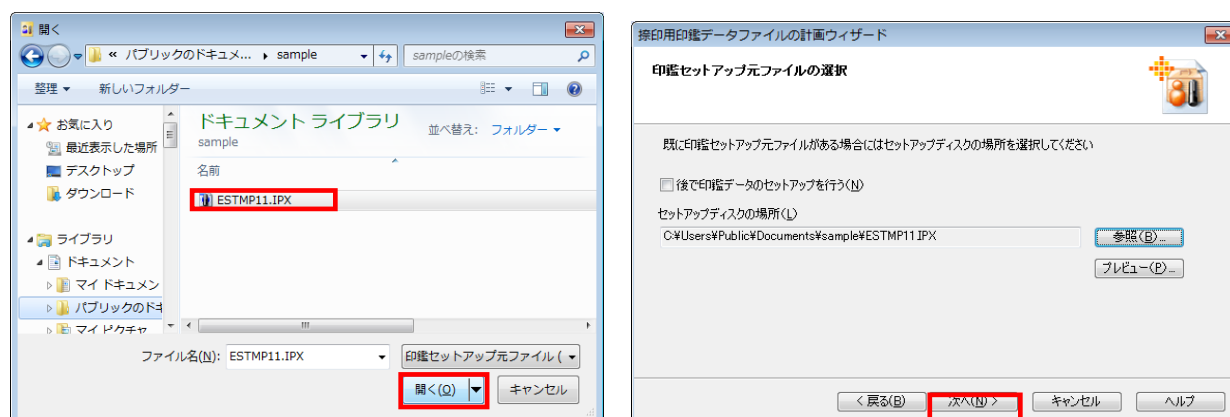 開く
« パブリックのドキュメ... ▸ sample
sampleの検索
整理 ▼ 新しいフォルダー
お気に入り
最近表示した場所
デスクトップ
ダウンロード
ライブラリ
ドキュメント
マイ ドキュメン
パブリックのドキ
マイ ピクチャ
ドキュメント ライブラリ
sample
並べ替え: フォルダー ▼
名前
ESTMP11.IPX
ファイル名(N): ESTMP11.IPX
印鑑セットアップ元ファイル (
開く(O)
キャンセル
捺印用印鑑データファイルの計画ウィザード
印鑑セットアップ元ファイルの選択
既に印鑑セットアップ元ファイルがある場合にはセットアップディスクの場所を選択してください
後で印鑑データのセットアップを行う(N)
セットアップディスクの場所(L)
C:¥Users¥Public¥Documents¥sample¥ESTMP11.IPX
参照(B)...
プレビュー(P)...
< 戻る(B)
次へ(N) >
キャンセル
ヘルプ